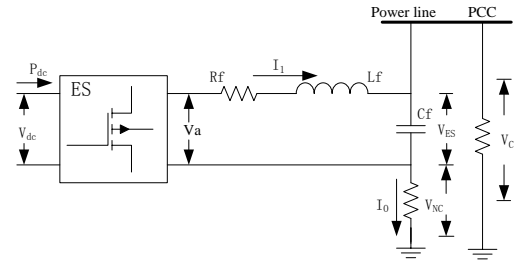 Power line
PCC
Pdc
ES
Rf
I1
Lf
Vdc
Va
Cf
VES
VC
I0
VNC